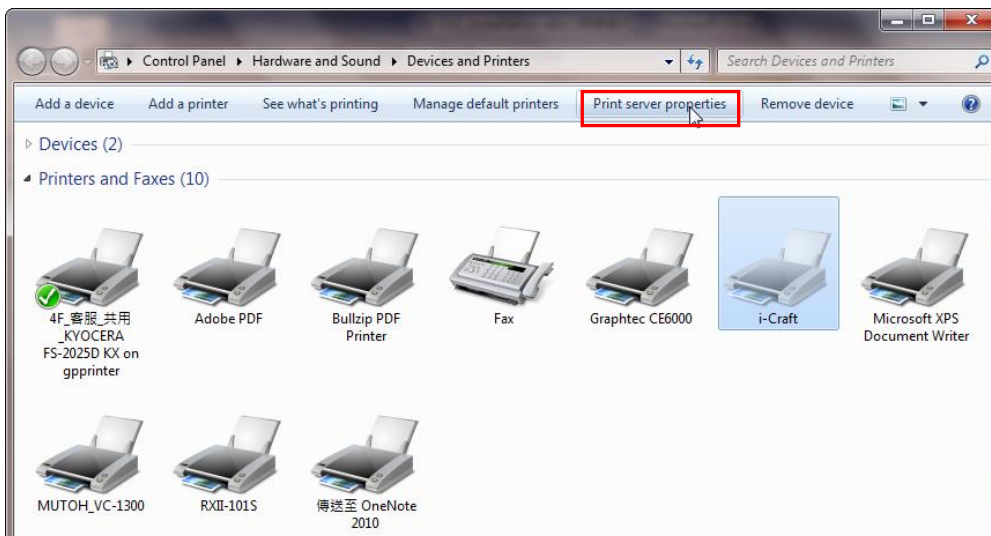 Control Panel ▸ Hardware and Sound ▸ Devices and Printers
Search Devices and Printers
Add a device Add a printer See what's printing Manage default printers Print server properties Remove device
Devices (2)
Printers and Faxes (10)
4F_客服_共用
_KYOCERA
FS-2025D KX on
gpprinter
Adobe PDF
Bullzip PDF
Printer
Fax
Graphtec CE6000
i-Craft
Microsoft XPS
Document Writer
MUTOH_VC-1300
RXII-101S
傳送至 OneNote
2010